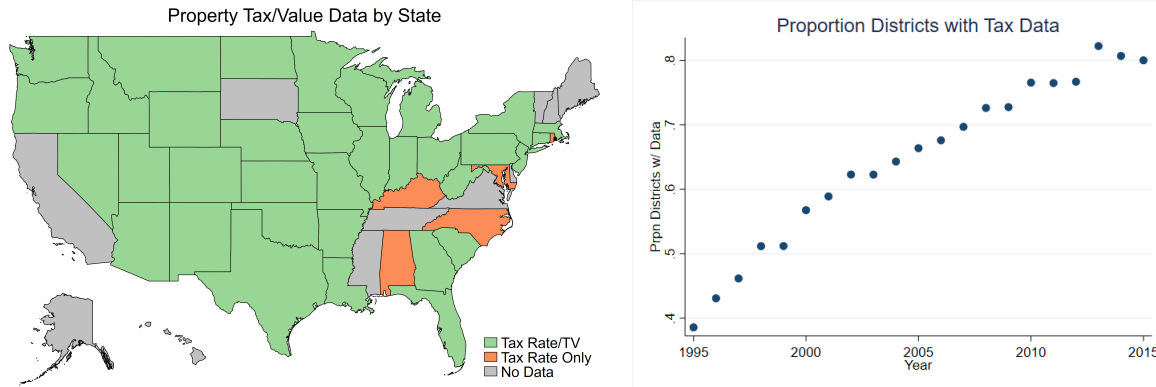 Property Tax/Value Data by State
Tax Rate/TV
Tax Rate Only
No Data
Proportion Districts with Tax Data
Prpn Districts w/ Data
.8
.7
.6
.5
.4
1995
2000
2005
2010
2015
Year